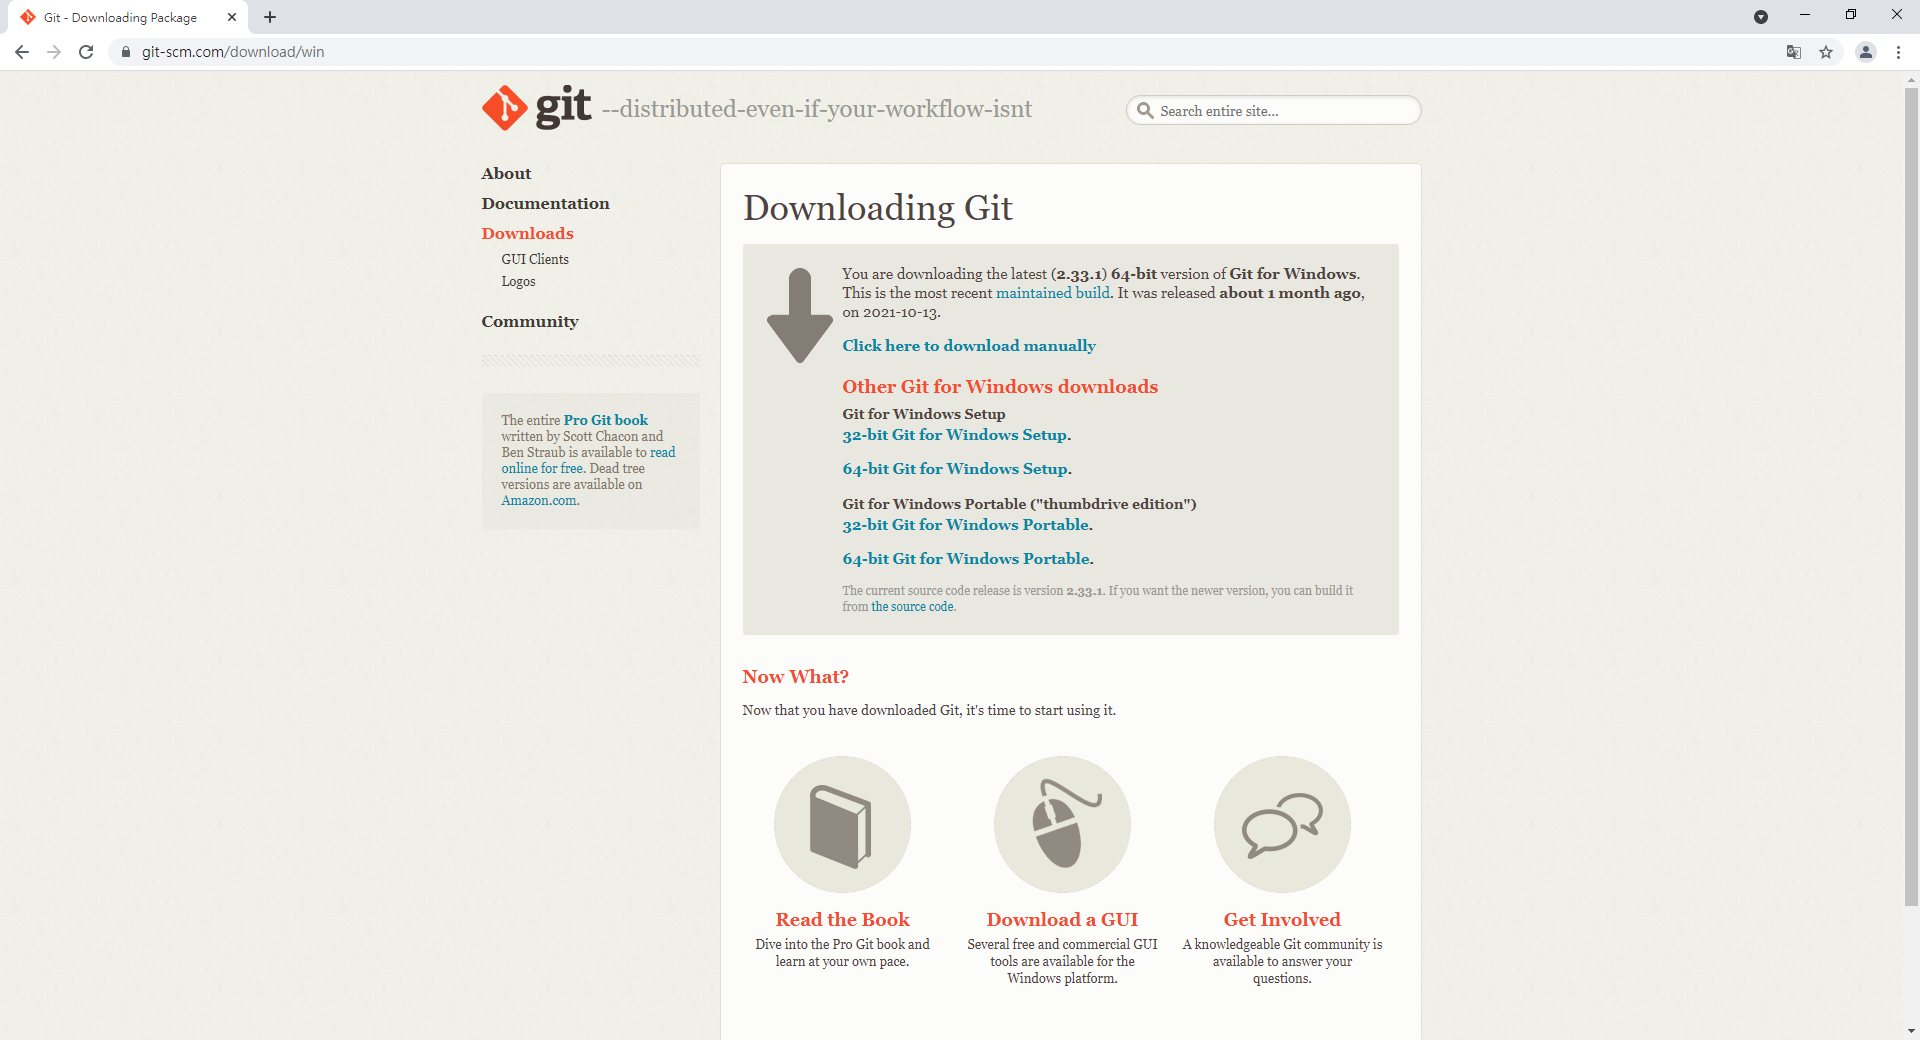 Git - Downloading Package
git-scm.com/download/win
git --distributed-even-if-your-workflow-isnt
Search entire site...
About
Documentation
Downloads
GUI Clients
Logos
Community
The entire Pro Git book
written by Scott Chacon and
Ben Straub is available to read
online for free. Dead tree
versions are available on
Amazon.com.
Downloading Git
You are downloading the latest (2.33.1) 64-bit version of Git for Windows.
This is the most recent maintained build. It was released about 1 month ago,
on 2021-10-13.
Click here to download manually
Other Git for Windows downloads
Git for Windows Setup
32-bit Git for Windows Setup.
64-bit Git for Windows Setup.
Git for Windows Portable ("thumbdrive edition")
32-bit Git for Windows Portable.
64-bit Git for Windows Portable.
The current source code release is version 2.33.1. If you want the newer version, you can build it
from the source code.
Now What?
Now that you have downloaded Git, it's time to start using it.
Read the Book
Dive into the Pro Git book and
learn at your own pace.
Download a GUI
Several free and commercial GUI
tools are available for the
Windows platform.
Get Involved
A knowledgeable Git community is
available to answer your
questions.